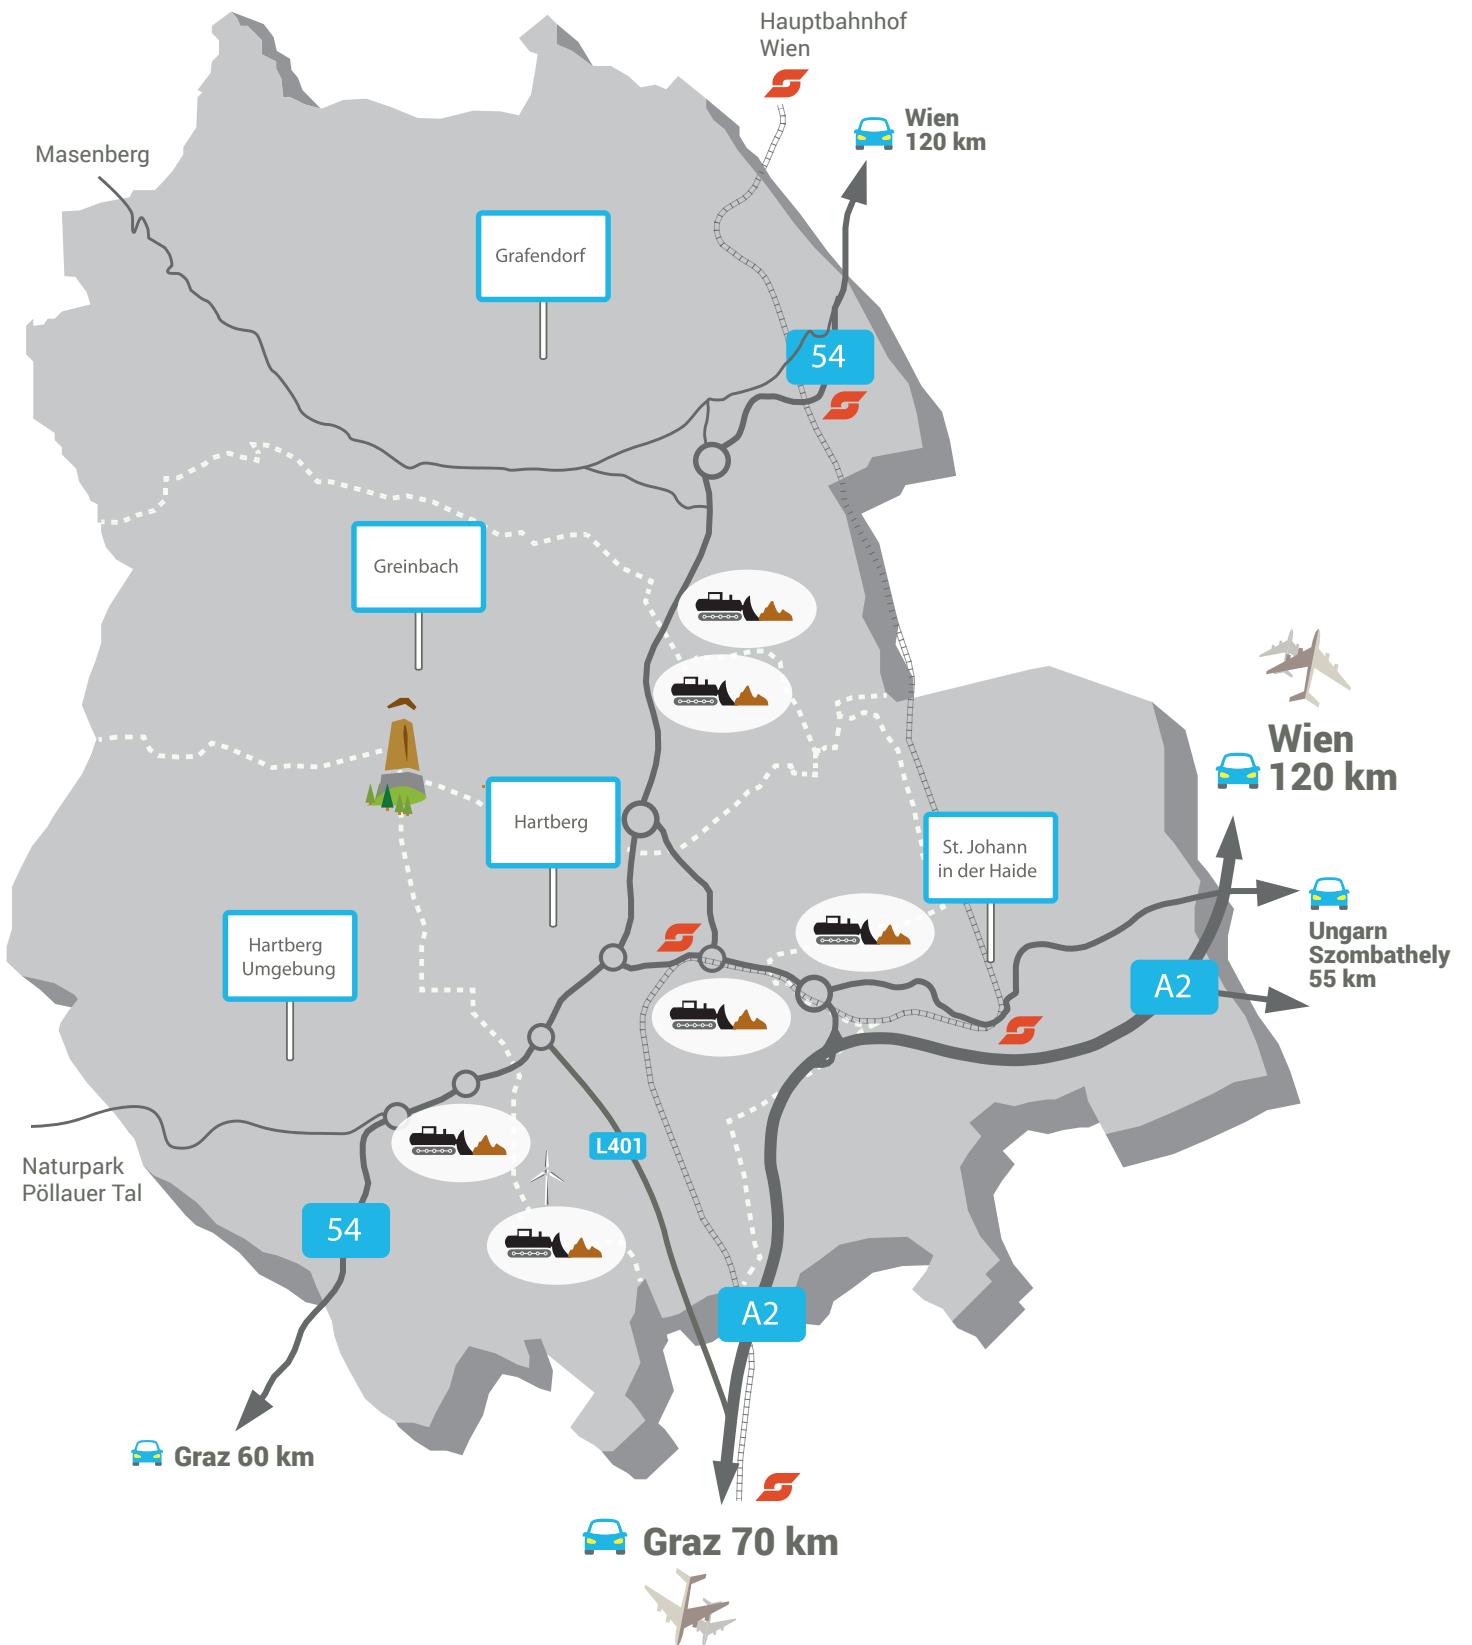 Hauptbahnhof
Wien
Wien
120 km
Masenberg
Grafendorf
54
Greinbach
Wien
120 km
Hartberg
St. Johann
in der Haide
Ungarn
Szombathely
55 km
Hartberg
Umgebung
A2
L401
Naturpark
Pöllauer Tal
54
A2
Graz 60 km
Graz 70 km